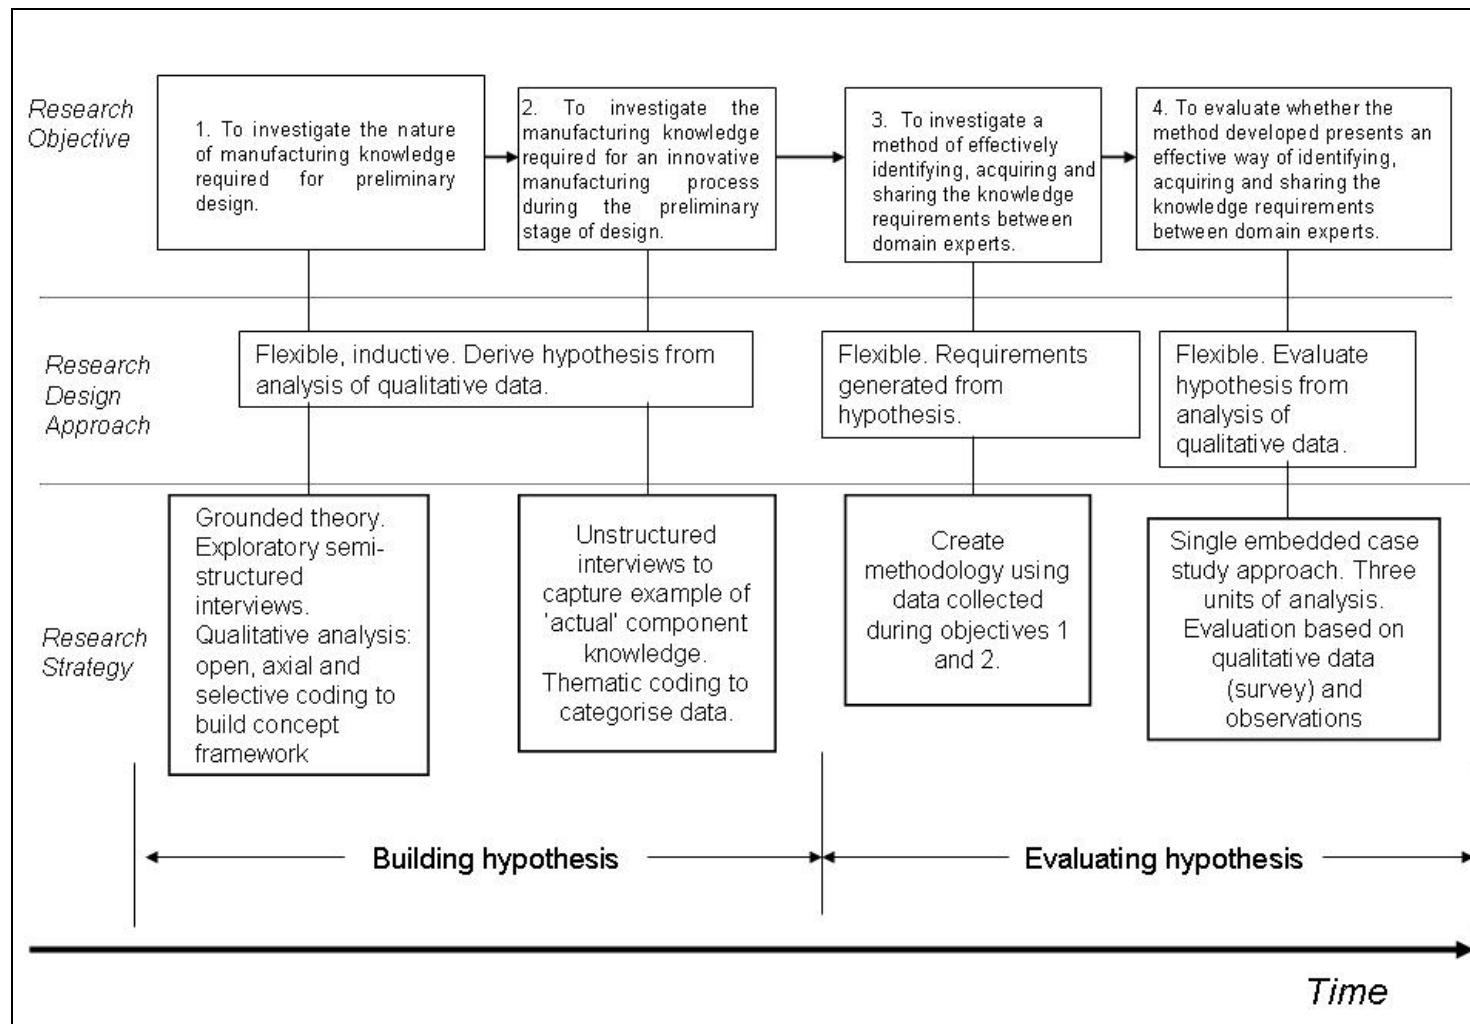 Research
Objective
1. To investigate the nature
of manufacturing knowledge
required for preliminary
design.
2. To investigate the
manufacturing knowledge
required for an innovative
manufacturing process
during the preliminary
stage of design.
3. To investigate a
method of effectively
identifying, acquiring and
sharing the knowledge
requirements between
domain experts.
4. To evaluate whether the
method developed presents an
effective way of identifying,
acquiring and sharing the
knowledge requirements
between domain experts.
Research
Design
Approach
Flexible, inductive. Derive hypothesis from
analysis of qualitative data.
Flexible. Requirements
generated from
hypothesis.
Flexible. Evaluate
hypothesis from
analysis of
qualitative data.
Research
Strategy
Grounded theory.
Exploratory semi-
structured
interviews.
Qualitative analysis:
open, axial and
selective coding to
build concept
framework
Unstructured
interviews to
capture example of
'actual' component
knowledge.
Thematic coding to
categorise data.
Create
methodology using
data collected
during objectives 1
and 2.
Single embedded case
study approach. Three
units of analysis.
Evaluation based on
qualitative data
(survey) and
observations
Building hypothesis
Evaluating hypothesis
Time